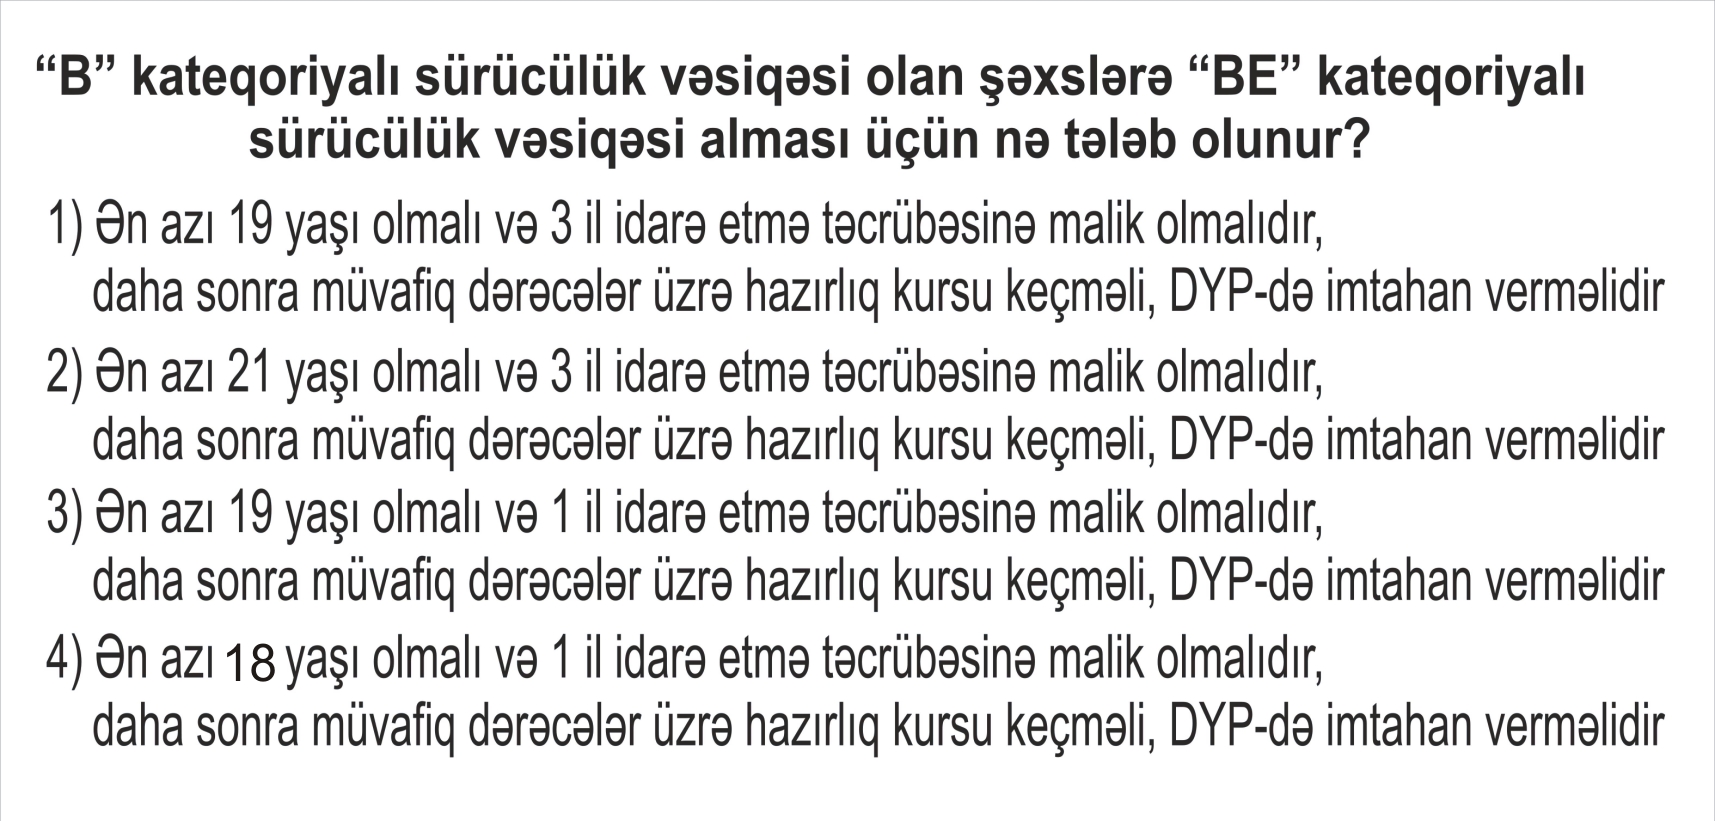 “B” kateqoriyalı sürücülük vəsiqəsi olan şəxslərə “BE” kateqoriyalı
sürücülük vəsiqəsi alması üçün nə tələb olunur?
1) Ən azı 19 yaşı olmalı və 3 il idarə etmə təcrübəsinə malik olmalıdır,
daha sonra müvafiq dərəcələr üzrə hazırlıq kursu keçməli, DYP-də imtahan verməlidir
2) Ən azı 21 yaşı olmalı və 3 il idarə etmə təcrübəsinə malik olmalıdır,
daha sonra müvafiq dərəcələr üzrə hazırlıq kursu keçməli, DYP-də imtahan verməlidir
3) Ən azı 19 yaşı olmalı və 1 il idarə etmə təcrübəsinə malik olmalıdır,
daha sonra müvafiq dərəcələr üzrə hazırlıq kursu keçməli, DYP-də imtahan verməlidir
4) Ən azı 18 yaşı olmalı və 1 il idarə etmə təcrübəsinə malik olmalıdır,
daha sonra müvafiq dərəcələr üzrə hazırlıq kursu keçməli, DYP-də imtahan verməlidir